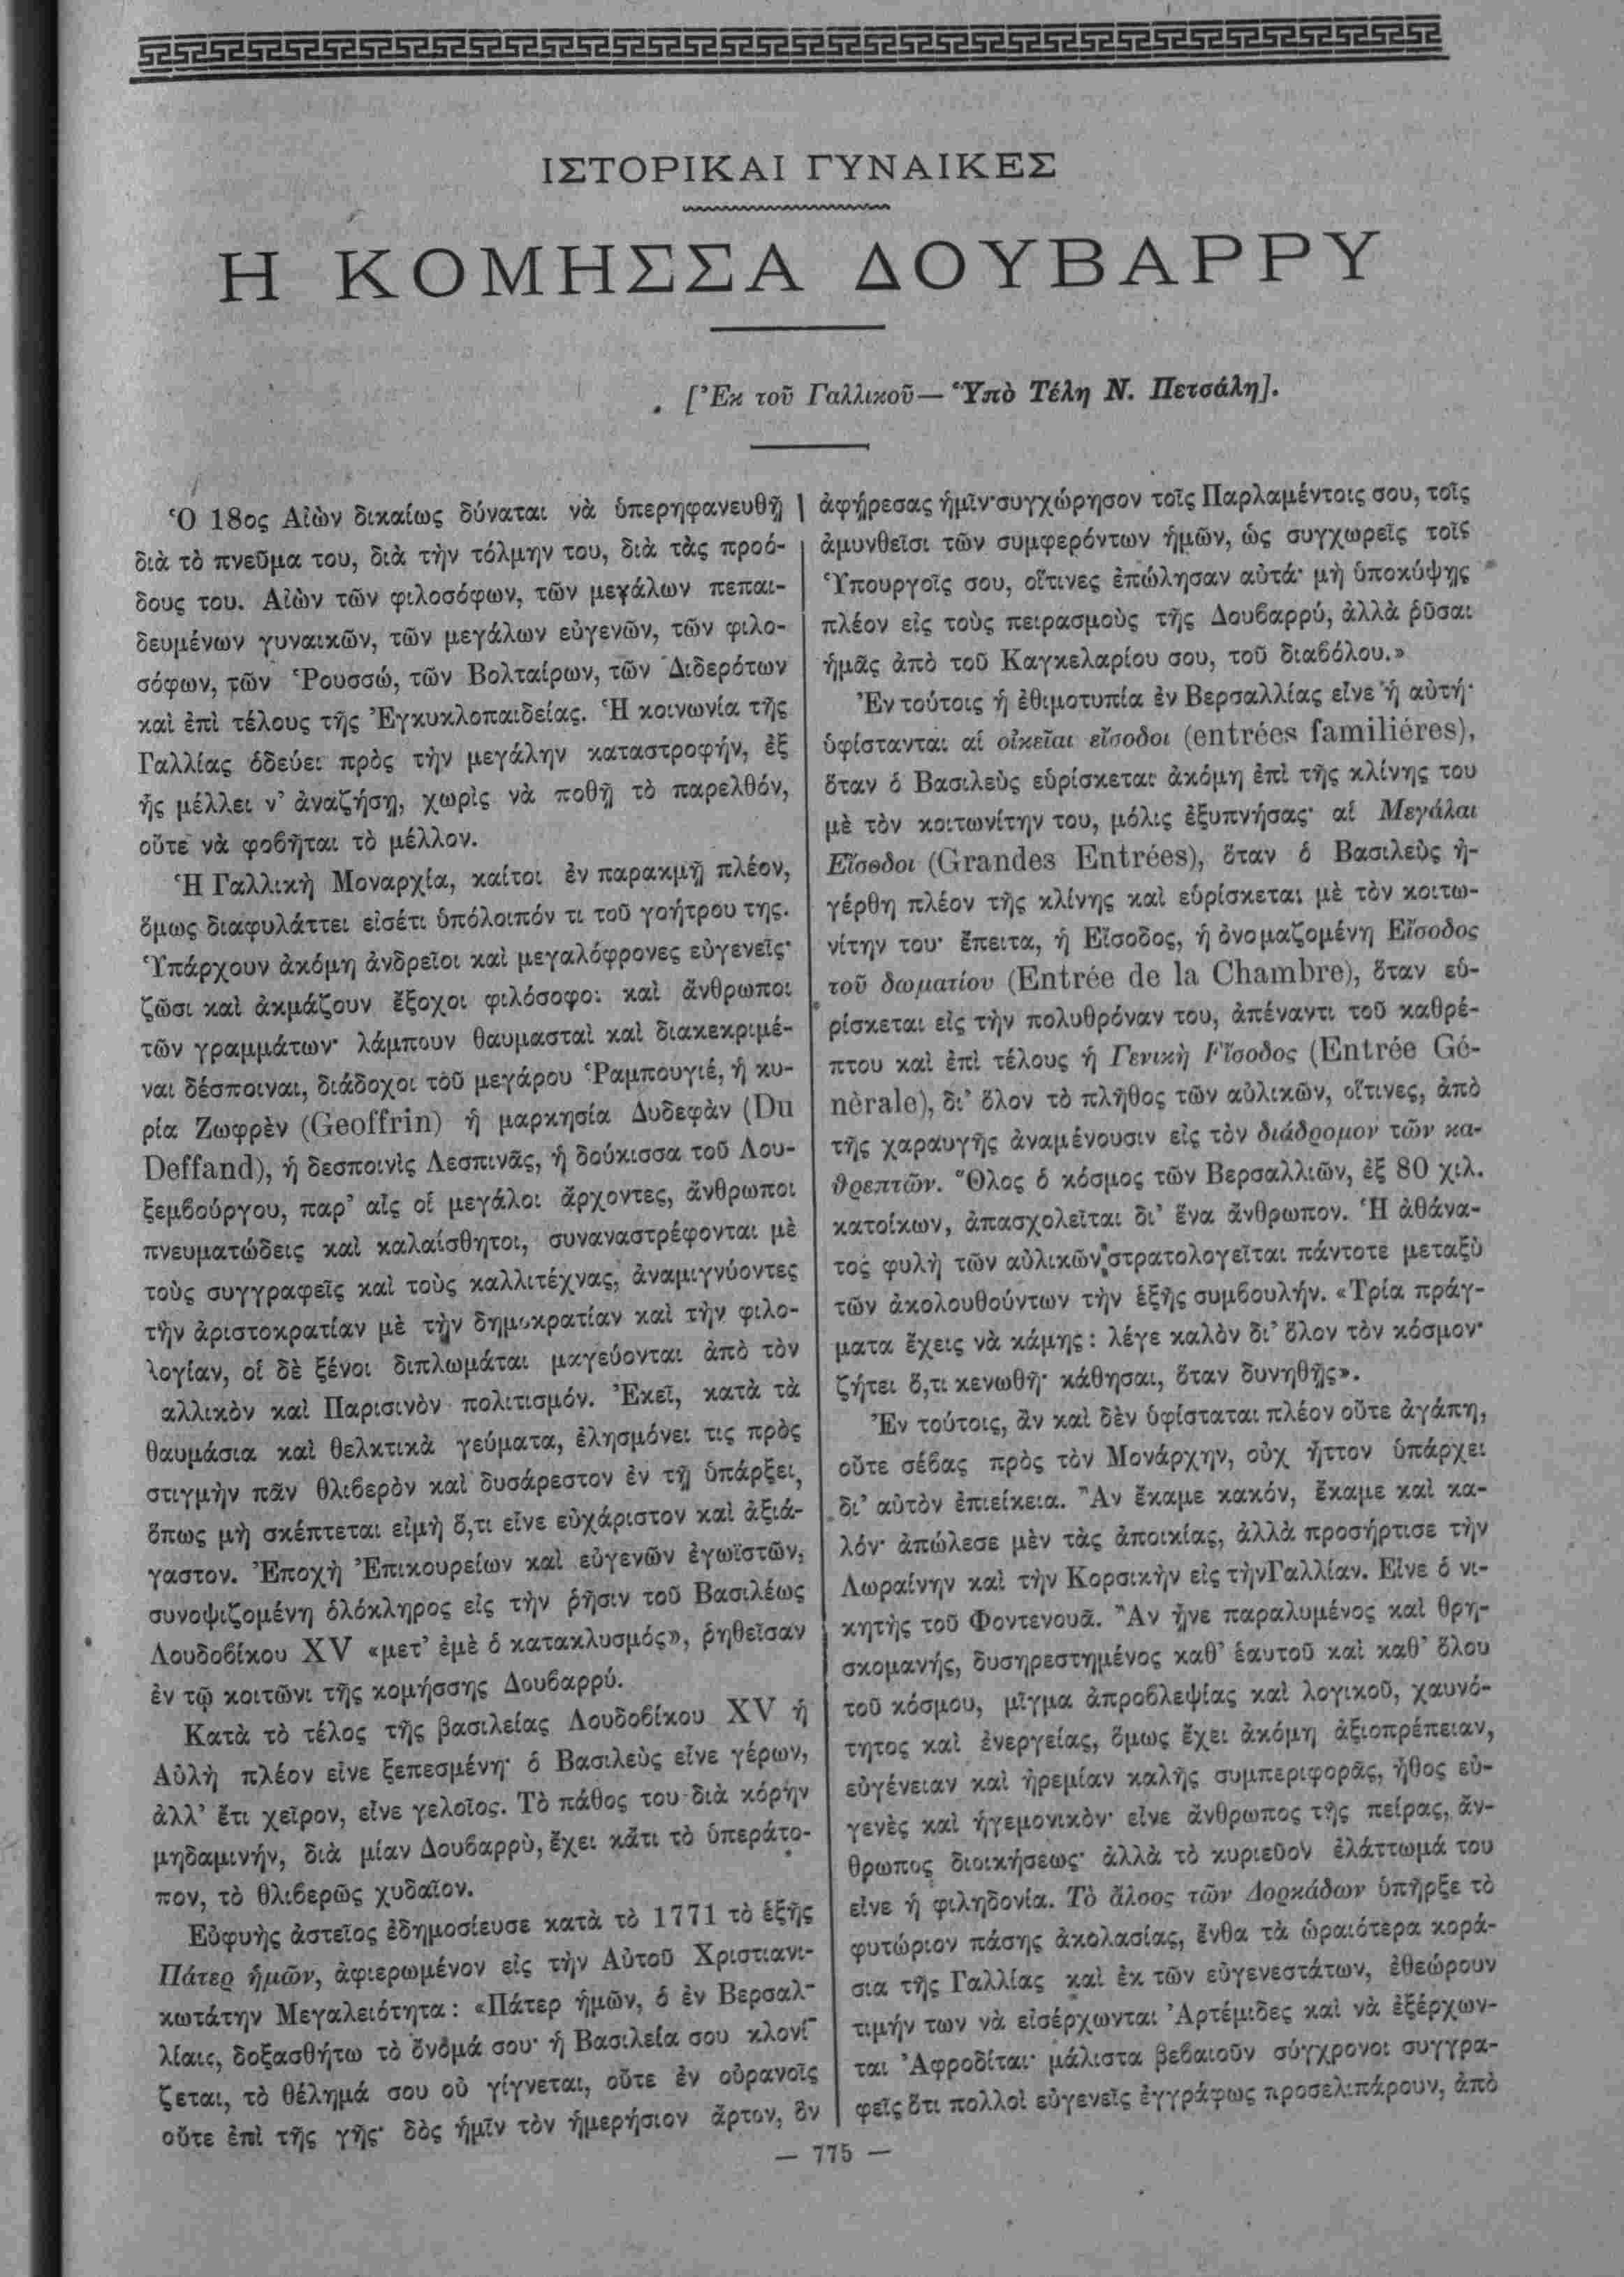 ΙΣΤΟΡΙΚΑΙ ΓΥΝΑΙΚΕΣ
Η ΚΟΜΗΣΣΑ ΔΟΥΒΑΡΡΥ
[Ἐκ τοῦ Γαλλικοῦ — Ὑπὸ Τέλη Ν. Πετσάλη].
Ὁ 18ος Αἰὼν δικαίως δύναται νὰ ὑπερηφανευθῇ
διὰ τὸ πνεῦμα του, διὰ τὴν τόλμην του, διὰ τὰς προό-
δους του. Αἰὼν τῶν φιλοσόφων, τῶν μεγάλων πεπαι-
δευμένων γυναικῶν, τῶν μεγάλων εὐγενῶν, τῶν φιλο-
σόφων, τῶν Ῥουσσώ, τῶν Βολταίρων, τῶν Διδερότων
καὶ ἐπὶ τέλους τῆς Ἐγκυκλοπαιδείας. Ἡ κοινωνία τῆς
Γαλλίας ὁδεύει πρὸς τὴν μεγάλην καταστροφήν, ἐξ
ἧς μέλλει ν' ἀναζήσῃ, χωρὶς νὰ ποθῇ τὸ παρελθόν,
οὔτε νὰ φοβῆται τὸ μέλλον.
Ἡ Γαλλικὴ Μοναρχία, καίτοι ἐν παρακμῇ πλέον,
ὅμως διαφυλάττει εἰσέτι ὑπόλοιπόν τι τοῦ γοήτρου της.
Ὑπάρχουν ἀκόμη ἀνδρεῖοι καὶ μεγαλόφρονες εὐγενεῖς·
ζῶσι καὶ ἀκμάζουν ἔξοχοι φιλόσοφοι καὶ ἄνθρωποι
τῶν γραμμάτων· λάμπουν θαυμασταὶ καὶ διακεκριμέ-
ναι δέσποιναι, διάδοχοι τοῦ μεγάρου Ῥαμπουγιέ, ἡ κυ-
ρία Ζωφρὲν (Geoffrin) ἡ μαρκησία Δυδεφὰν (Du
Deffand), ἡ δεσποινὶς Λεσπινᾶς, ἡ δούκισσα τοῦ Λου-
ξεμβούργου, παρ' αἷς οἱ μεγάλοι ἄρχοντες, ἄνθρωποι
πνευματώδεις καὶ καλαίσθητοι, συναναστρέφονται μὲ
τοὺς συγγραφεῖς καὶ τοὺς καλλιτέχνας, ἀναμιγνύοντες
τὴν ἀριστοκρατίαν μὲ τὴν δημοκρατίαν καὶ τὴν φιλο-
λογίαν, οἱ δὲ ξένοι διπλωμάται μαγεύονται ἀπὸ τὸν
αλλικὸν καὶ Παρισινὸν πολιτισμόν. Ἐκεῖ, κατὰ τὰ
θαυμάσια καὶ θελκτικὰ γεύματα, ἐλησμόνει τις πρὸς
στιγμὴν πᾶν θλιβερὸν καὶ δυσάρεστον ἐν τῇ ὑπάρξει,
ὅπως μὴ σκέπτεται εἰμὴ ὅ,τι εἶνε εὐχάριστον καὶ ἀξιά-
γαστον. Ἐποχὴ Ἐπικουρείων καὶ εὐγενῶν ἐγωϊστῶν,
συνοψιζομένη ὁλόκληρος εἰς τὴν ῥῆσιν τοῦ Βασιλέως
Λουδοβίκου XV «μετ' ἐμὲ ὁ κατακλυσμός», ῥηθεῖσαν
ἐν τῷ κοιτῶνι τῆς κομήσσης Δουβαρρύ.
Κατὰ τὸ τέλος τῆς βασιλείας Λουδοβίκου XV ἡ
Αὐλὴ πλέον εἶνε ξεπεσμένη· ὁ Βασιλεὺς εἶνε γέρων,
ἀλλ' ἔτι χεῖρον, εἶνε γελοῖος. Τὸ πάθος του διὰ κόρην
μηδαμινήν, διὰ μίαν Δουβαρρὺ, ἔχει κᾶτι τὸ ὑπεράτο-
πον, τὸ θλιβερῶς χυδαῖον.
Εὐφυὴς ἀστεῖος ἐδημοσίευσε κατὰ τὸ 1771 τὸ ἑξῆς
Πάτερ ἡμῶν, ἀφιερωμένον εἰς τὴν Αὐτοῦ Χριστιανι-
κωτάτην Μεγαλειότητα: «Πάτερ ἡμῶν, ὁ ἐν Βερσαλ-
λίαις, δοξασθήτω τὸ ὄνομά σου· ἡ Βασιλεία σου κλονί-
ζεται, τὸ θέλημά σου οὐ γίγνεται, οὔτε ἐν οὐρανοῖς
οὔτε ἐπὶ τῆς γῆς· δὸς ἡμῖν τὸν ἡμερήσιον ἄρτον, ὃν
ἀφῄρεσας ἡμῖν· συγχώρησον τοῖς Παρλαμέντοις σου, τοῖς
ἀμυνθεῖσι τῶν συμφερόντων ἡμῶν, ὡς συγχωρεῖς τοῖς
Ὑπουργοῖς σου, οἵτινες ἐπώλησαν αὐτά· μὴ ὑποκύψῃς
πλέον εἰς τοὺς πειρασμοὺς τῆς Δουβαρρύ, ἀλλὰ ῥῦσαι
ἡμᾶς ἀπὸ τοῦ Καγκελαρίου σου, τοῦ διαβόλου.»
Ἐν τούτοις ἡ ἐθιμοτυπία ἐν Βερσαλλίας εἶνε ἡ αὐτή·
ὑφίστανται αἱ οἰκεῖαι εἴσοδοι (entrées familiéres),
ὅταν ὁ Βασιλεὺς εὑρίσκεται ἀκόμη ἐπὶ τῆς κλίνης του
μὲ τὸν κοιτωνίτην του, μόλις ἐξυπνήσας· αἱ Μεγάλαι
Εἴσοδοι (Grandes Entrées), ὅταν ὁ Βασιλεὺς ἠ-
γέρθη πλέον τῆς κλίνης καὶ εὑρίσκεται μὲ τὸν κοιτω-
νίτην του· ἔπειτα, ἡ Εἴσοδος, ἡ ὀνομαζομένη Εἴσοδος
τοῦ δωματίου (Entrée de la Chambre), ὅταν εὑ-
ρίσκεται εἰς τὴν πολυθρόναν του, ἀπέναντι τοῦ καθρέ-
πτου καὶ ἐπὶ τέλους ἡ Γενικὴ Εἴσοδος (Entrée Gé-
nèrale), δι' ὅλον τὸ πλῆθος τῶν αὐλικῶν, οἵτινες, ἀπὸ
τῆς χαραυγῆς ἀναμένουσιν εἰς τὸν διάδρομον τῶν κα-
θρεπτῶν. Ὅλος ὁ κόσμος τῶν Βερσαλλιῶν, ἐξ 80 χιλ.
κατοίκων, ἀπασχολεῖται δι' ἕνα ἄνθρωπον. Ἡ ἀθάνα-
τος φυλὴ τῶν αὐλικῶν στρατολογεῖται πάντοτε μεταξὺ
τῶν ἀκολουθούντων τὴν ἑξῆς συμβουλήν. «Τρία πράγ-
ματα ἔχεις νὰ κάμης: λέγε καλὸν δι' ὅλον τὸν κόσμον·
ζήτει ὅ,τι κενωθῇ· κάθησαι, ὅταν δυνηθῇς».
Ἐν τούτοις, ἂν καὶ δὲν ὑφίσταται πλέον οὔτε ἀγάπη,
οὔτε σέβας πρὸς τὸν Μονάρχην, οὐχ ἧττον ὑπάρχει
δι' αὐτὸν ἐπιείκεια. Ἂν ἔκαμε κακόν, ἔκαμε καὶ κα-
λόν· ἀπώλεσε μὲν τὰς ἀποικίας, ἀλλὰ προσήρτισε τὴν
Λωραίνην καὶ τὴν Κορσικὴν εἰς τὴνΓαλλίαν. Εἶνε ὁ νι-
κητὴς τοῦ Φοντενουᾶ. Ἂν ᾖνε παραλυμένος καὶ θρη-
σκομανής, δυσηρεστημένος καθ' ἑαυτοῦ καὶ καθ' ὅλου
τοῦ κόσμου, μῖγμα ἀπροβλεψίας καὶ λογικοῦ, χαυνό-
τητος καὶ ἐνεργείας, ὅμως ἔχει ἀκόμη ἀξιοπρέπειαν,
εὐγένειαν καὶ ἠρεμίαν καλῆς συμπεριφορᾶς, ἦθος εὐ-
γενὲς καὶ ἡγεμονικὸν· εἶνε ἄνθρωπος τῆς πείρας, ἄν-
θρωπος διοικήσεως· ἀλλὰ τὸ κυριεῦον ἐλάττωμά του
εἶνε ἡ φιληδονία. Τὸ ἄλσος τῶν Δορκάδων ὑπῆρξε τὸ
φυτώριον πάσης ἀκολασίας, ἔνθα τὰ ὡραιότερα κορά-
σια τῆς Γαλλίας καὶ ἐκ τῶν εὐγενεστάτων, ἐθεώρουν
τιμήν των νὰ εἰσέρχωνται Ἀρτέμιδες καὶ νὰ ἐξέρχων-
ται Ἀφροδῖται· μάλιστα βεβαιοῦν σύγχρονοι συγγρα-
φεῖς ὅτι πολλοὶ εὐγενεῖς ἐγγράφως προσελιπάρουν, ἀπὸ
— 775 —